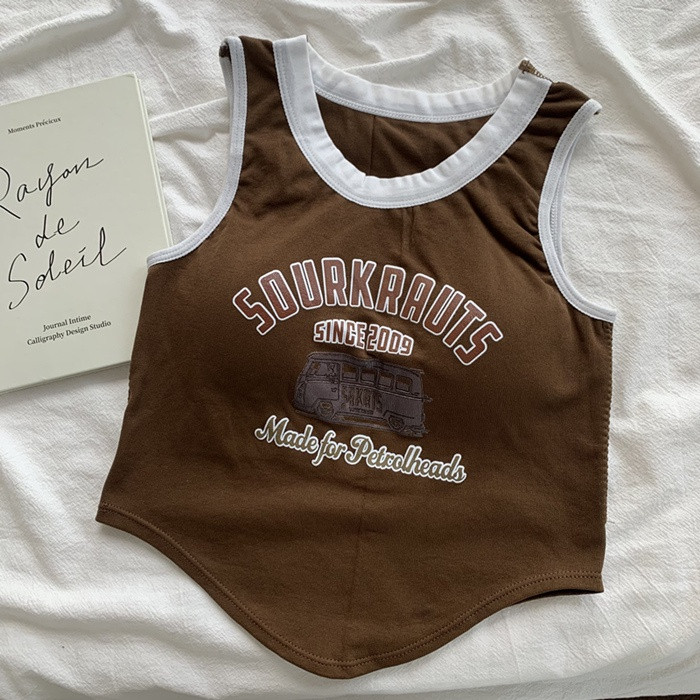 Moments Précieux
Rayon
de
Soleil
Journal Intime
Calligraphy Design Studio
SOURKRAUTS
SINCE 2009
Made for Petrolheads